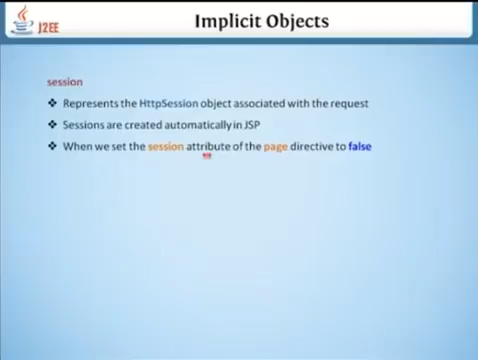 J2EE
Implicit Objects
session
❖ Represents the HttpSession object associated with the request
❖ Sessions are created automatically in JSP
❖ When we set the session attribute of the page directive to false